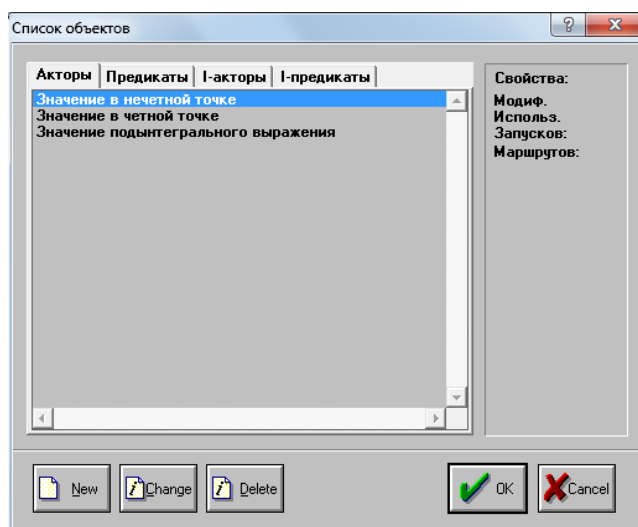 Список объектов
Акторы Предикаты I-акторы I-предикаты
Значение в нечетной точке
Значение в четной точке
Значение подынтегрального выражения
Свойства:
Модиф.
Использ.
Запусков:
Маршрутов:
New Change Delete OK Cancel